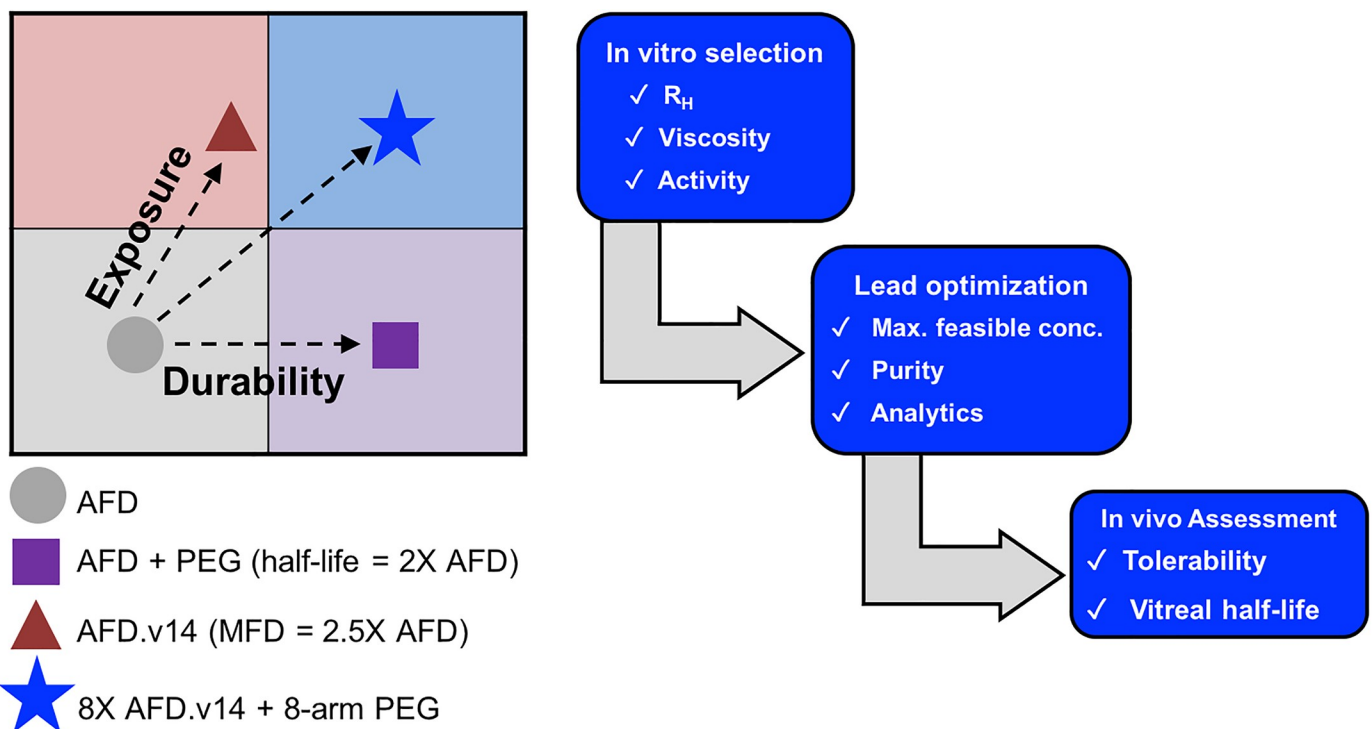 Exposure
Durability
AFD
AFD + PEG (half-life = 2X AFD)
AFD.v14 (MFD = 2.5X AFD)
8X AFD.v14 + 8-arm PEG
In vitro selection
✓ R_H
✓ Viscosity
✓ Activity
Lead optimization
✓ Max. feasible conc.
✓ Purity
✓ Analytics
In vivo Assessment
✓ Tolerability
✓ Vitreal half-life